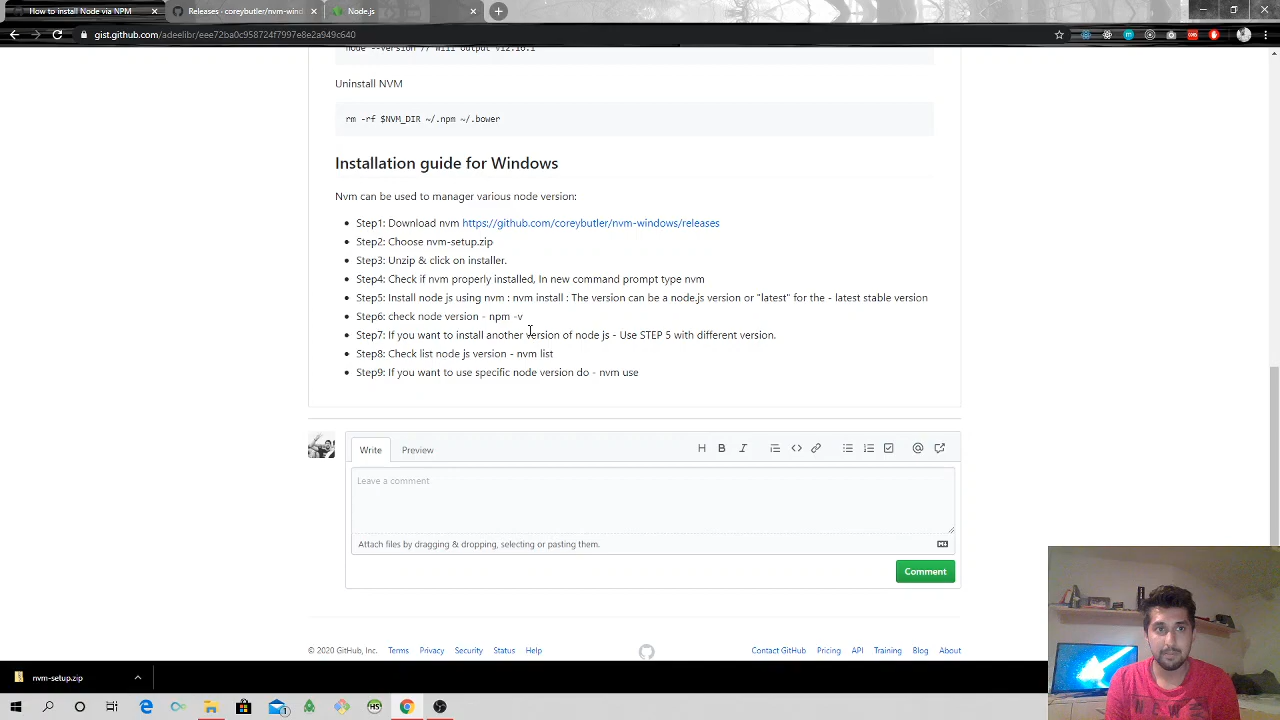 How to install Node via NPM
Releases · coreybutler/nvm-wind
Node.js
gist.github.com/adeelibr/eee72ba0c958724f7997e8e2a949c640
node --version // will output v12.16.1
Uninstall NVM
rm -rf $NVM_DIR ~/.npm ~/.bower
Installation guide for Windows
Nvm can be used to manager various node version:
Step1: Download nvm https://github.com/coreybutler/nvm-windows/releases
Step2: Choose nvm-setup.zip
Step3: Unzip & click on installer.
Step4: Check if nvm properly installed, In new command prompt type nvm
Step5: Install node js using nvm : nvm install : The version can be a node.js version or "latest" for the - latest stable version
Step6: check node version - npm -v
Step7: If you want to install another version of node js - Use STEP 5 with different version.
Step8: Check list node js version - nvm list
Step9: If you want to use specific node version do - nvm use
Write
Preview
Leave a comment
Attach files by dragging & dropping, selecting or pasting them.
Comment
© 2020 GitHub, Inc.
Terms
Privacy
Security
Status
Help
Contact GitHub
Pricing
API
Training
Blog
About
nvm-setup.zip